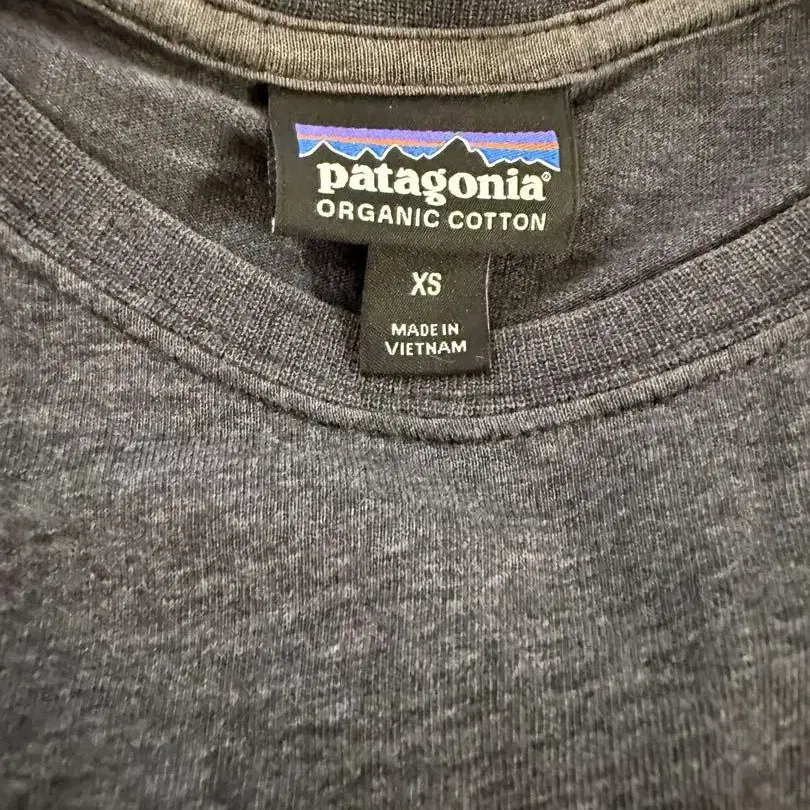 patagonia®
ORGANIC COTTON
XS
MADE IN
VIETNAM